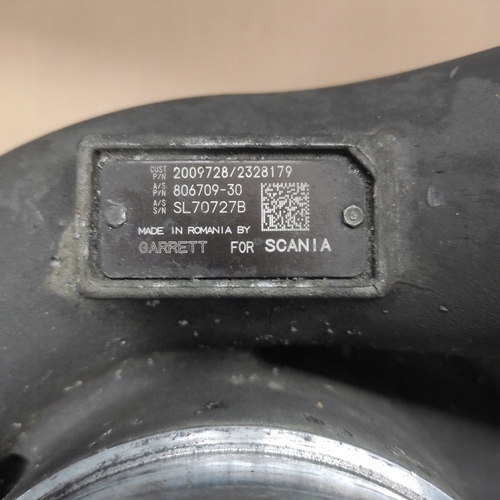 CUST P/N 2009728/2328179
A/S P/N 806709-30
A/S S/N SL70727B
MADE IN ROMANIA BY
GARRETT FOR SCANIA